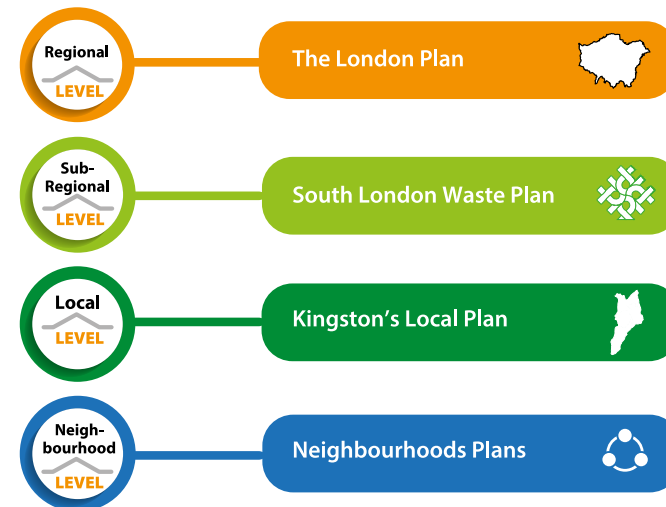 Regional
LEVEL
The London Plan
Sub-
Regional
LEVEL
South London Waste Plan
Local
LEVEL
Kingston's Local Plan
Neigh-
bourhood
LEVEL
Neighbourhoods Plans